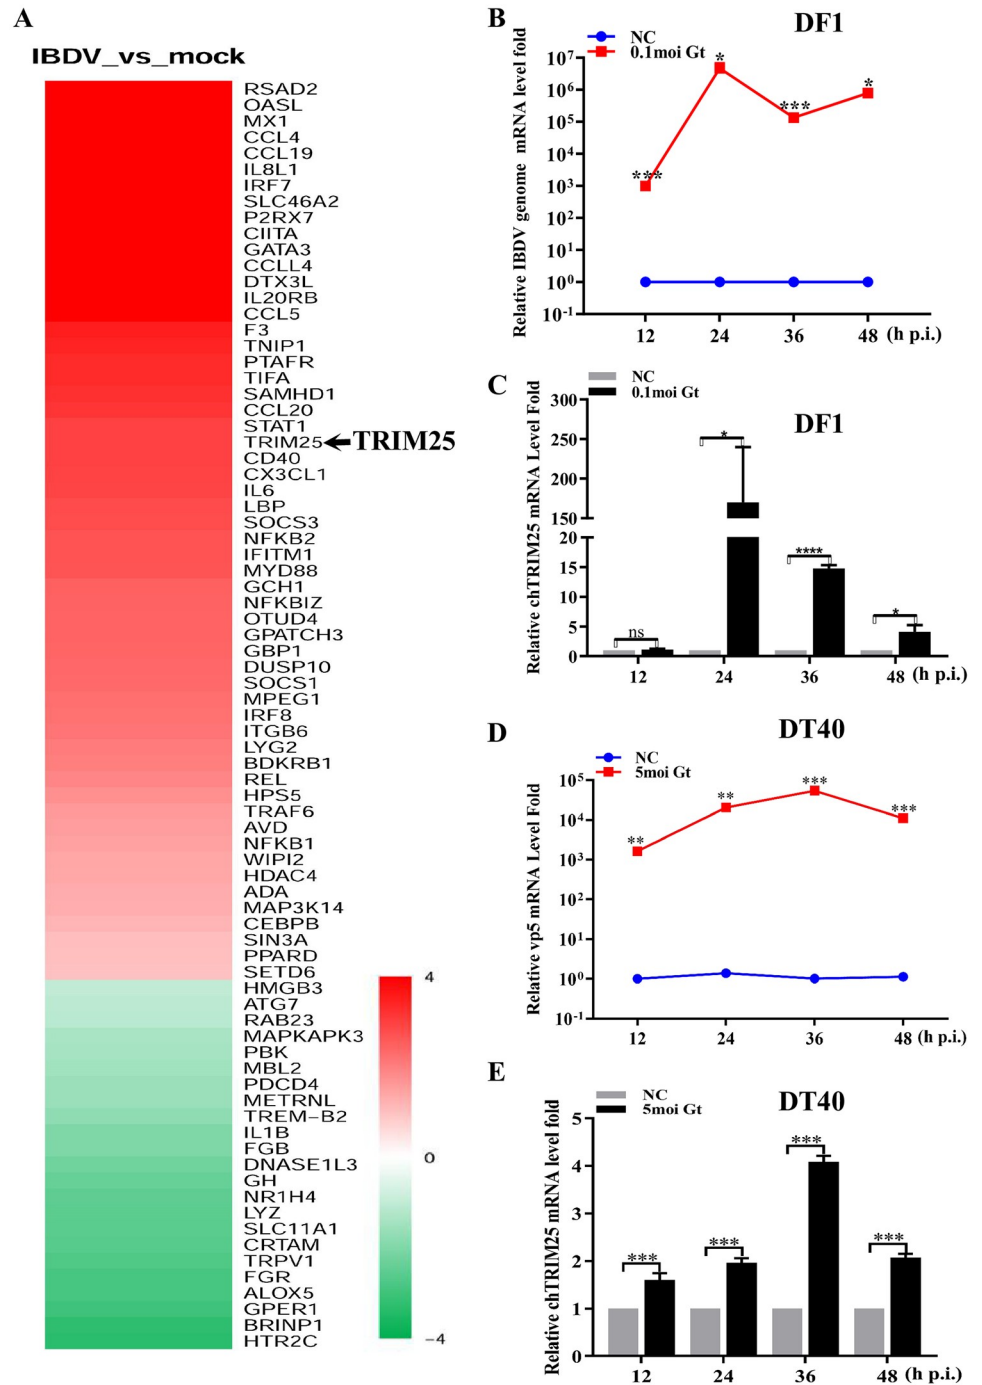 A
IBDV_vs_mock
RSAD2
OASL
MX1
CCL4
CCL19
IL8L1
IRF7
SLC46A2
P2RX7
CIITA
GATA3
CCLL4
DTX3L
IL20RB
CCL5
F3
TNIP1
PTAFR
TIFA
SAMHD1
CCL20
STAT1
TRIM25 TRIM25
CD40
CX3CL1
IL6
LBP
SOCS3
NFKB2
IFITM1
MYD88
GCH1
NFKBIZ
OTUD4
GPATCH3
GBP1
DUSP10
SOCS1
MPEG1
IRF8
ITGB6
LYG2
BDKRB1
REL
HPS5
TRAF6
AVD
NFKB1
WIPI2
HDAC4
ADA
MAP3K14
CEBPB
SIN3A
PPARD
SETD6
HMGB3
ATG7
RAB23
MAPKAPK3
PBK
MBL2
PDCD4
METRNL
TREM−B2
IL1B
FGB
DNASE1L3
GH
NR1H4
LYZ
SLC11A1
CRTAM
TRPV1
FGR
ALOX5
GPER1
BRINP1
HTR2C
4
0
−4
B
DF1
NC
0.1moi Gt
Relative IBDV genome mRNA level fold
10⁷
10⁶
10⁵
10⁴
10³
10²
10¹
10⁰
10⁻¹
*** * *** *
12 24 36 48 (h p.i.)
C
NC
0.1moi Gt
DF1
Relative chTRIM25 mRNA Level Fold
300
250
200
150
20
15
10
5
0
ns * **** *
12 24 36 48 (h p.i.)
D
DT40
NC
5moi Gt
Relative vp5 mRNA Level Fold
10⁵
10⁴
10³
10²
10¹
10⁰
10⁻¹
** ** *** ***
12 24 36 48 (h p.i.)
E
NC
5moi Gt
DT40
Relative chTRIM25 mRNA level fold
5
4
3
2
1
0
*** *** *** ***
12 24 36 48 (h p.i.)